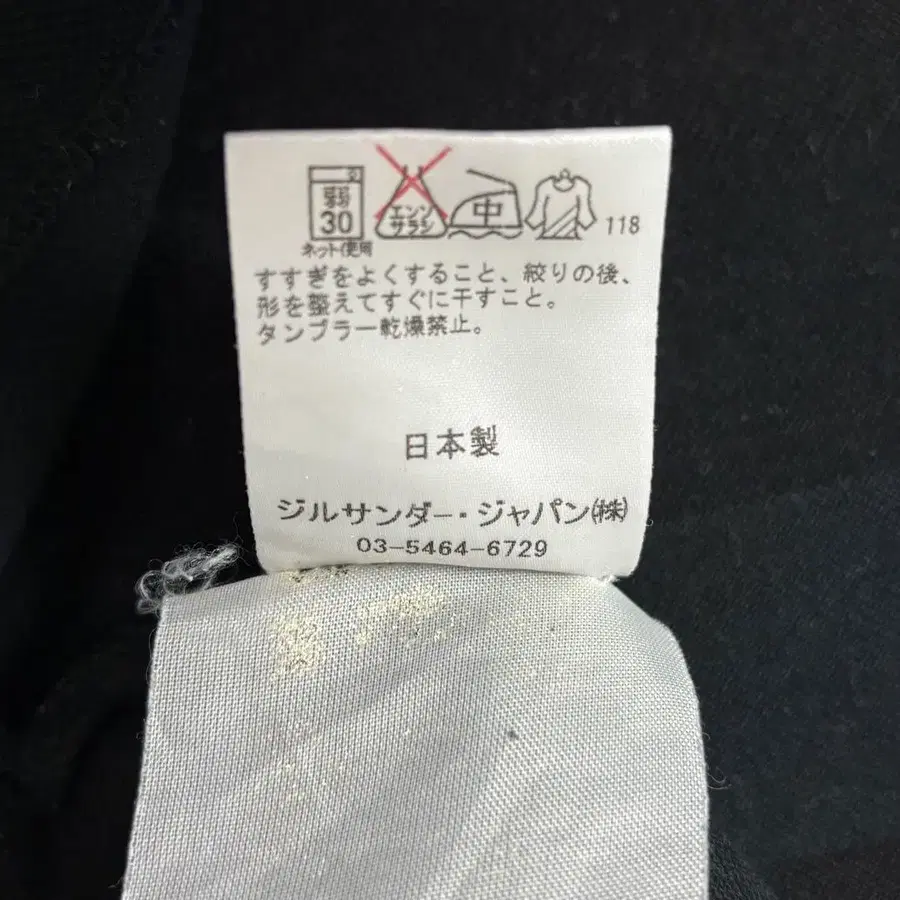 弱
30
ネット使用
エンソ
サラシ
中
118
すすぎをよくすること、絞りの後、
形を整えてすぐに干すこと。
タンブラー乾燥禁止。
日本製
ジルサンダー・ジャパン(株)
03-5464-6729